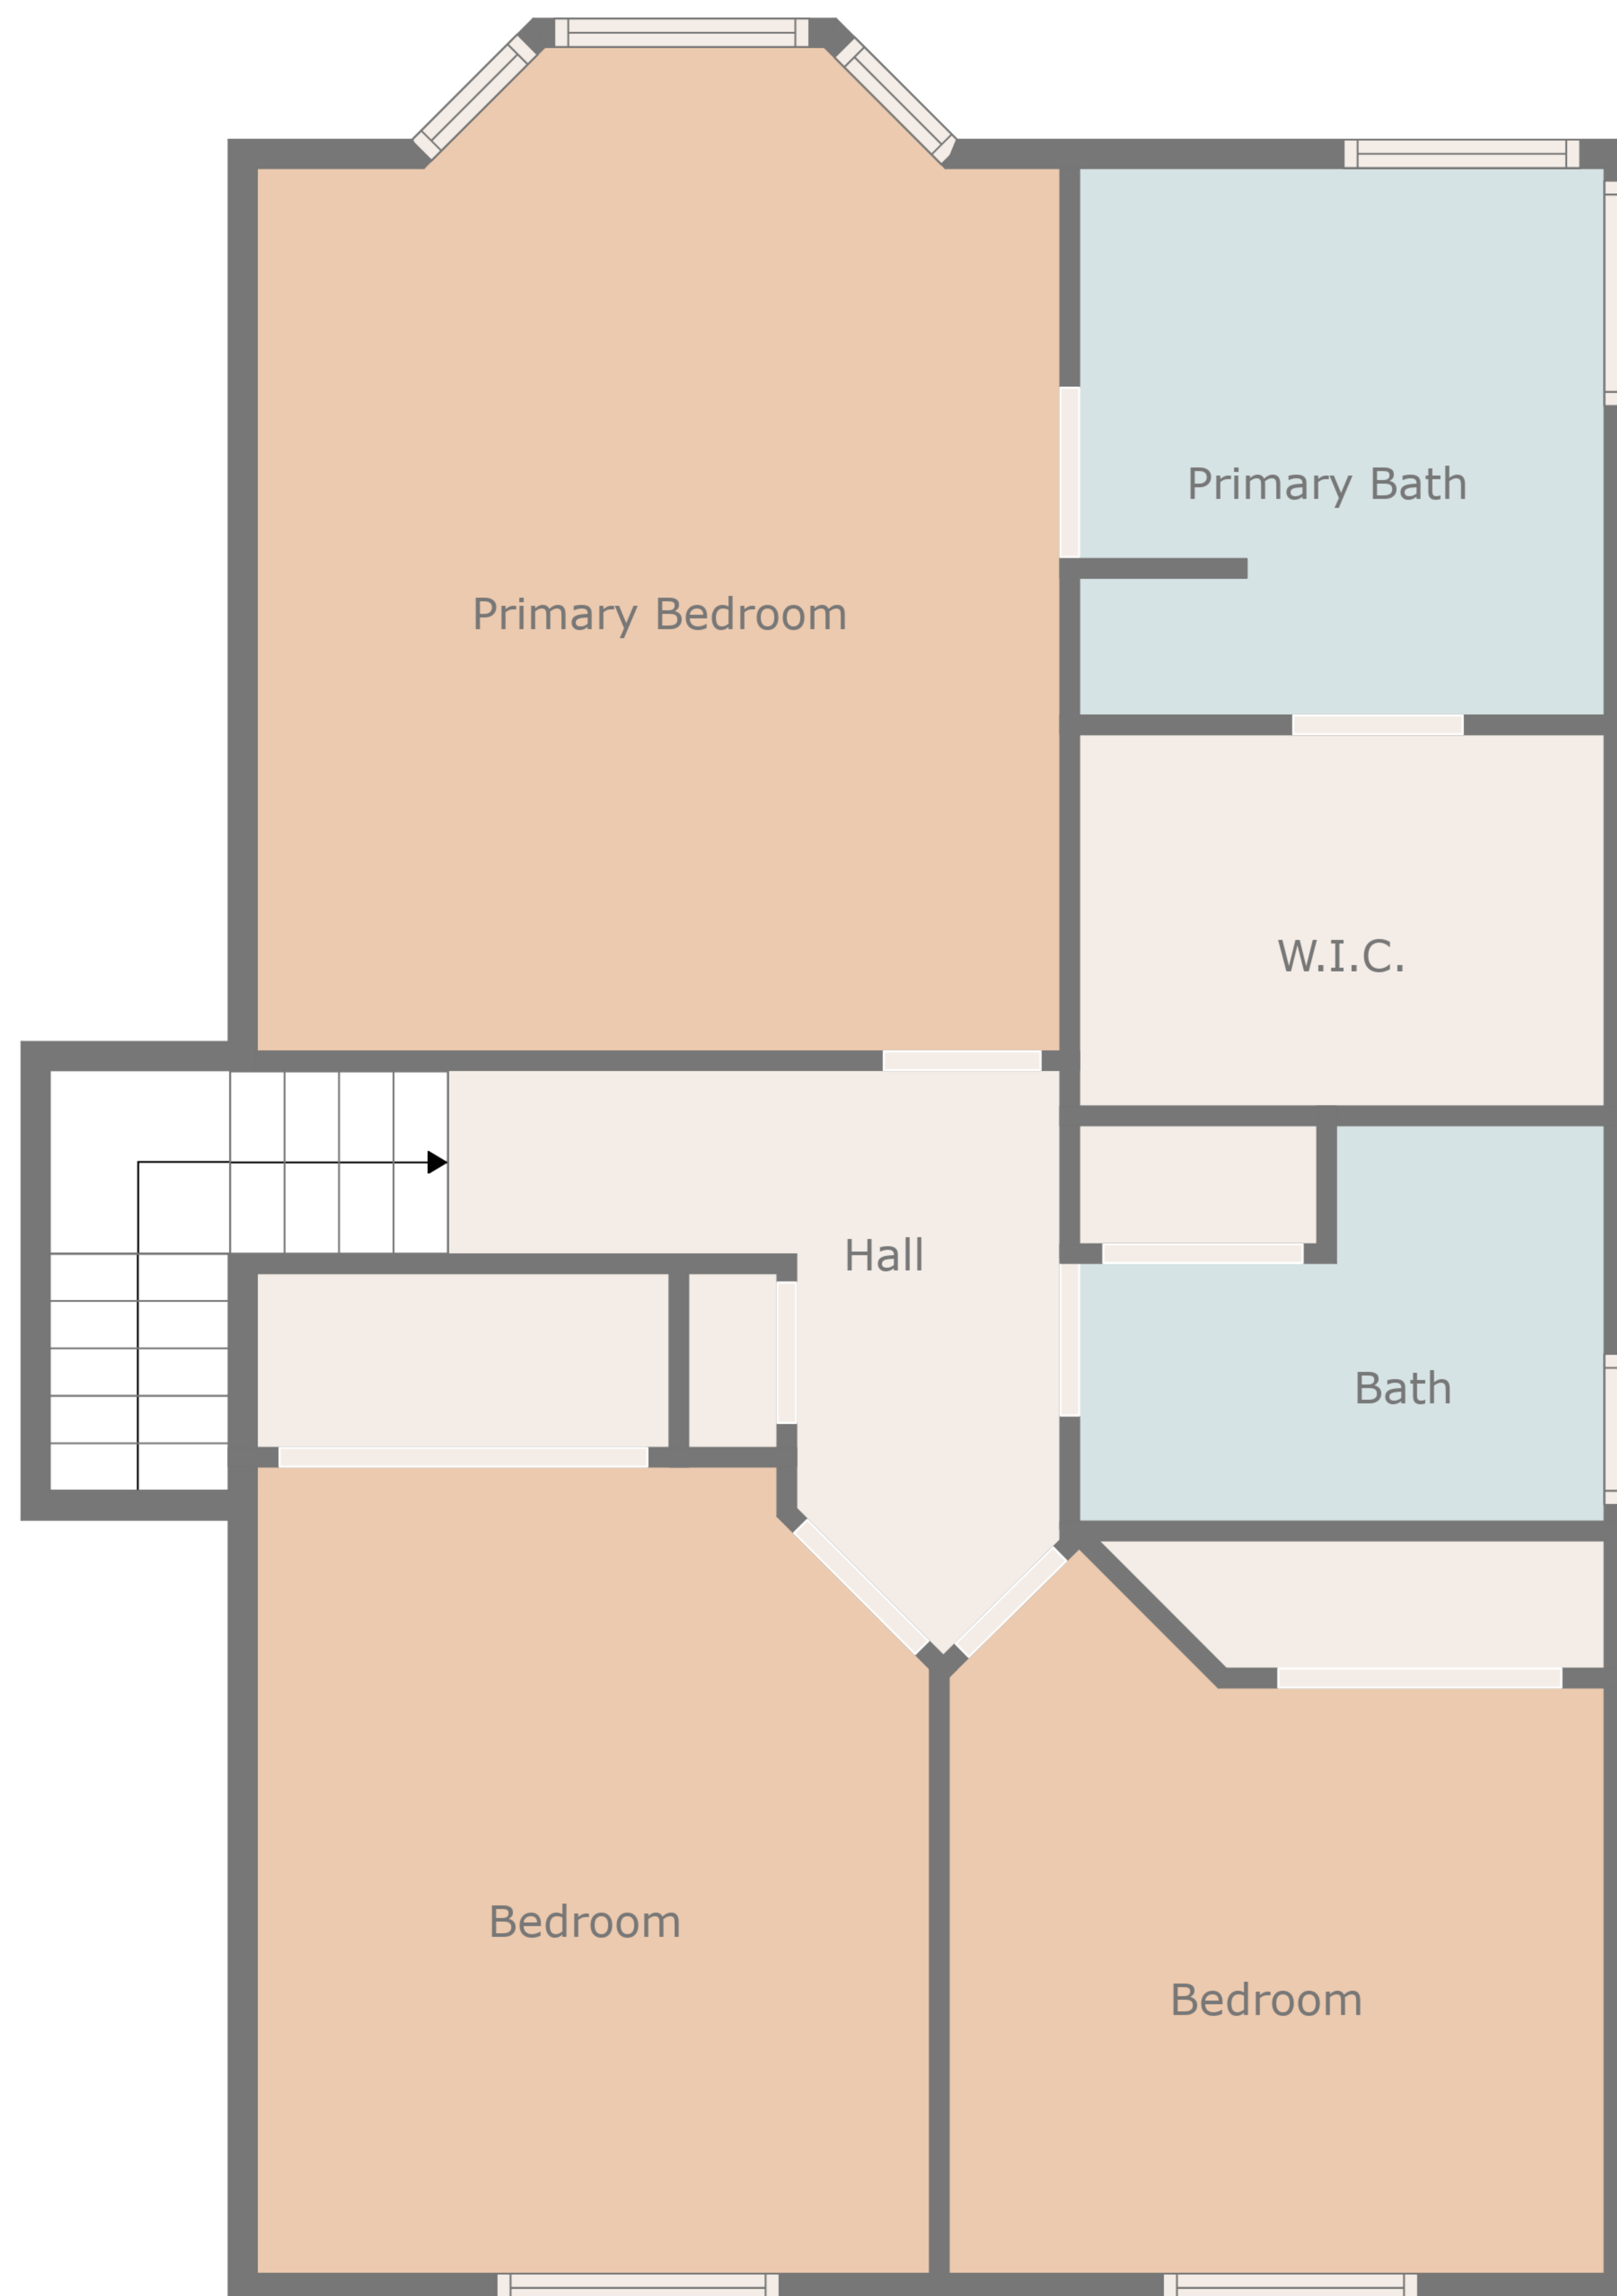 Primary Bath
Primary Bedroom
W.I.C.
Hall
Bath
Bedroom
Bedroom